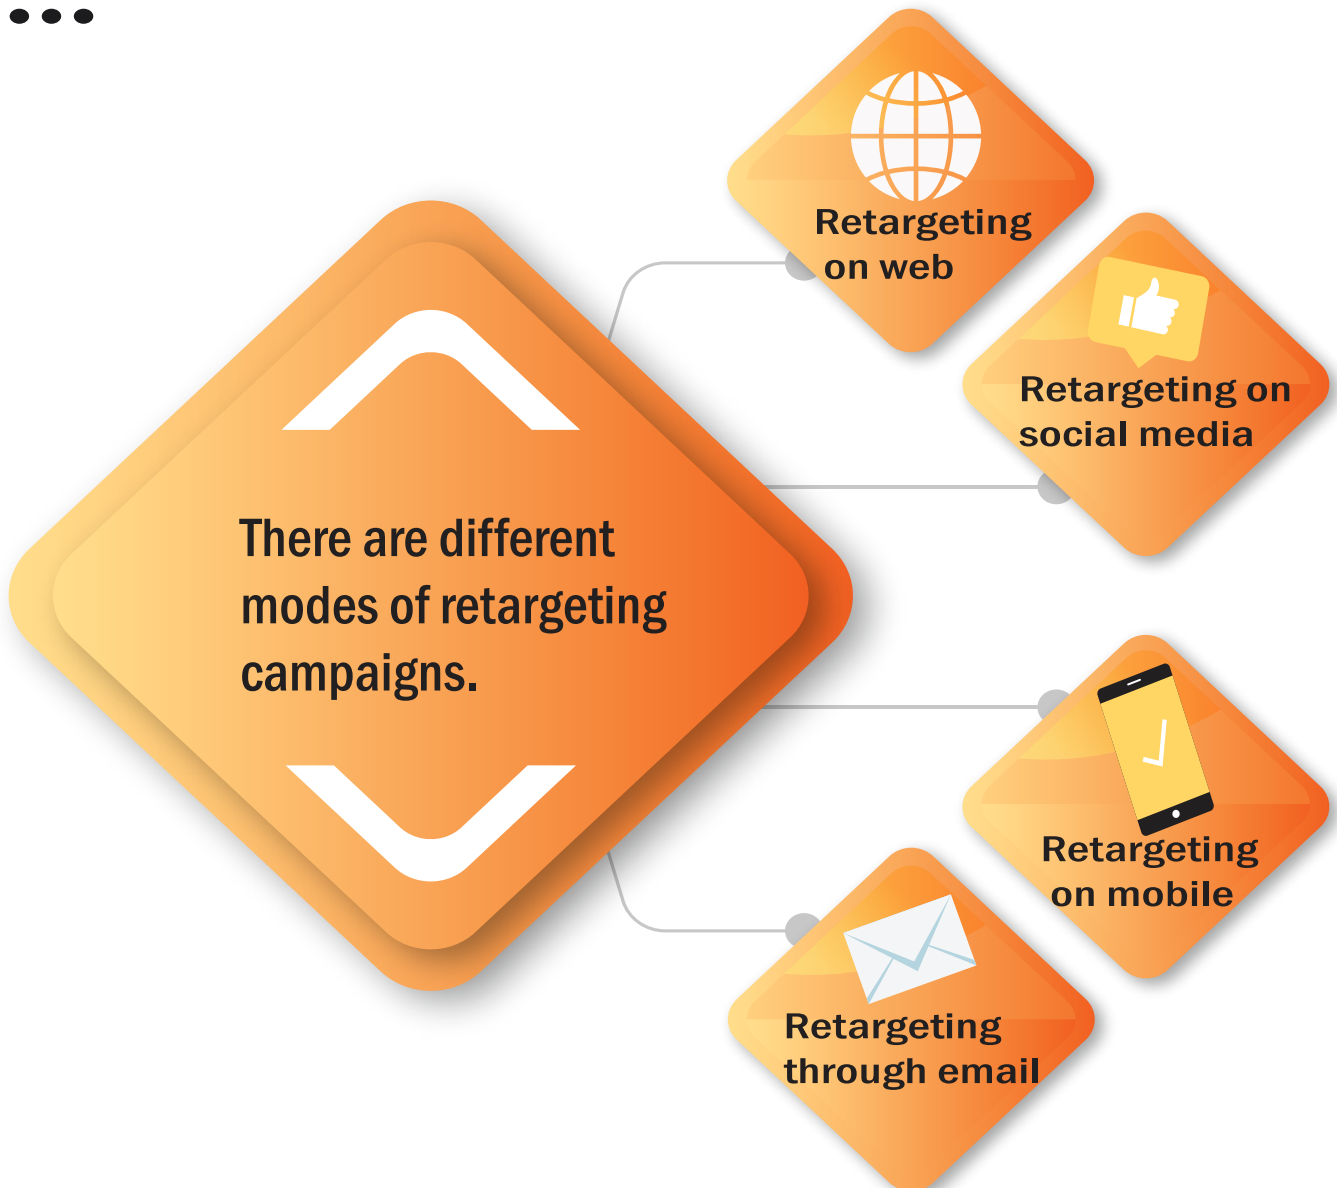 There are different
modes of retargeting
campaigns.
Retargeting
on web
Retargeting on
social media
Retargeting
on mobile
Retargeting
through email